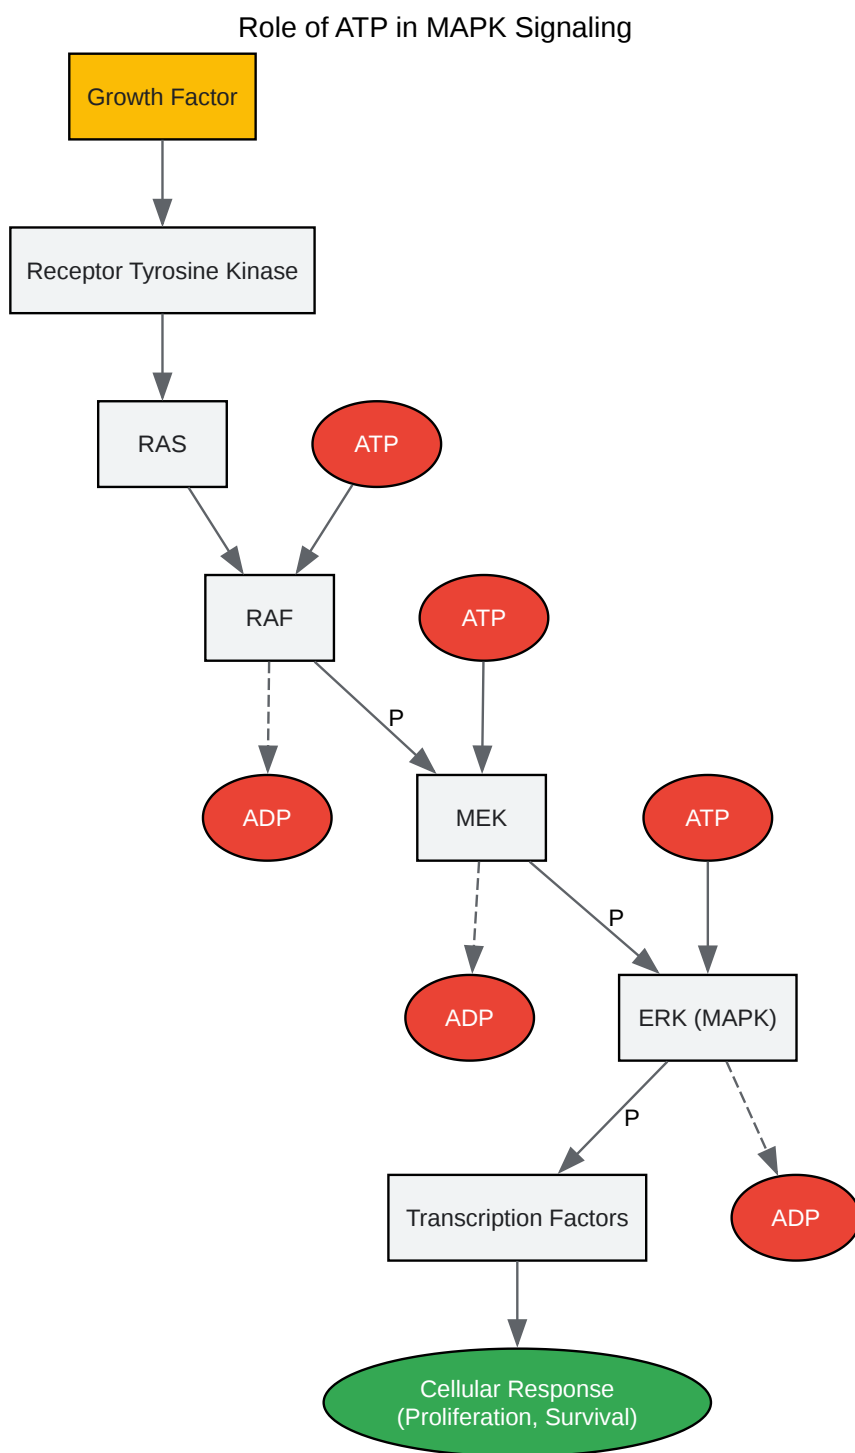 Role of ATP in MAPK Signaling
Growth Factor
Receptor Tyrosine Kinase
RAS
ATP
RAF
ATP
P
ADP
MEK
ATP
P
ADP
ERK (MAPK)
P
Transcription Factors
ADP
Cellular Response
(Proliferation, Survival)